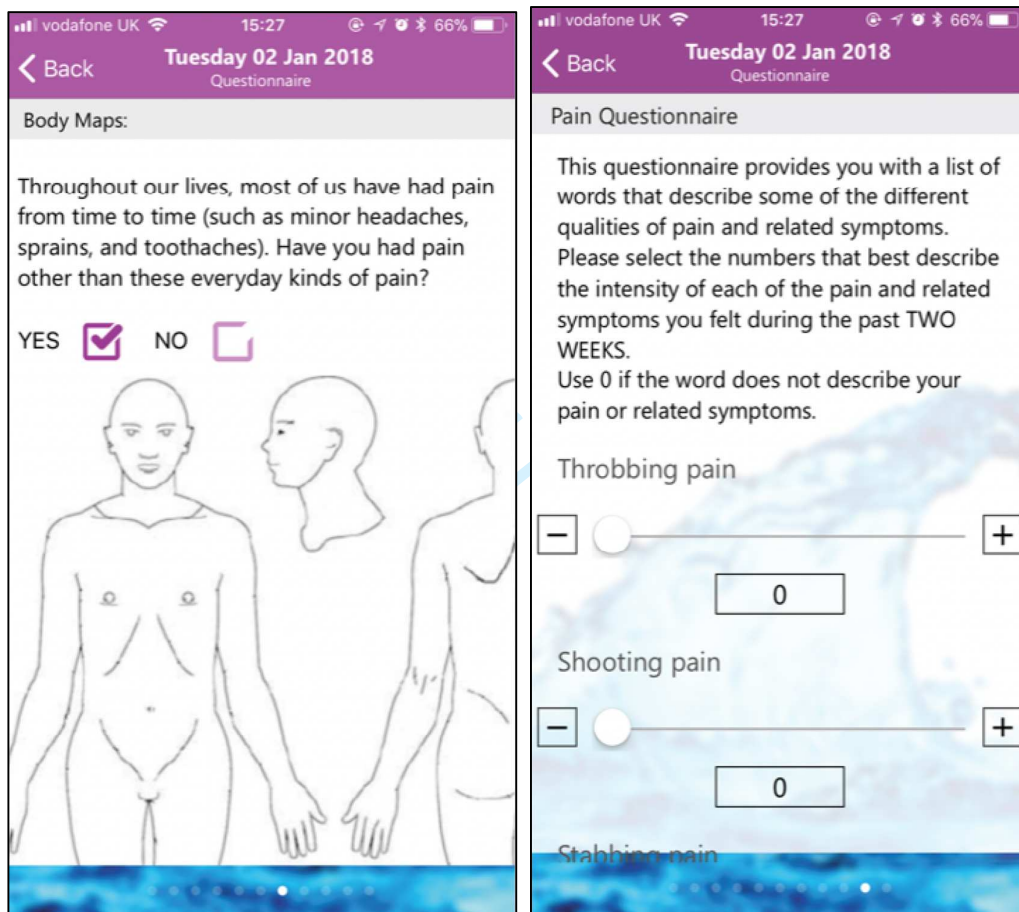 vodafone UK 15:27 66%
Back Tuesday 02 Jan 2018
Questionnaire
Body Maps:
Throughout our lives, most of us have had pain
from time to time (such as minor headaches,
sprains, and toothaches). Have you had pain
other than these everyday kinds of pain?
YES NO
vodafone UK 15:27 66%
Back Tuesday 02 Jan 2018
Questionnaire
Pain Questionnaire
This questionnaire provides you with a list of
words that describe some of the different
qualities of pain and related symptoms.
Please select the numbers that best describe
the intensity of each of the pain and related
symptoms you felt during the past TWO
WEEKS.
Use 0 if the word does not describe your
pain or related symptoms.
Throbbing pain
− +
0
Shooting pain
− +
0
Stabbing pain